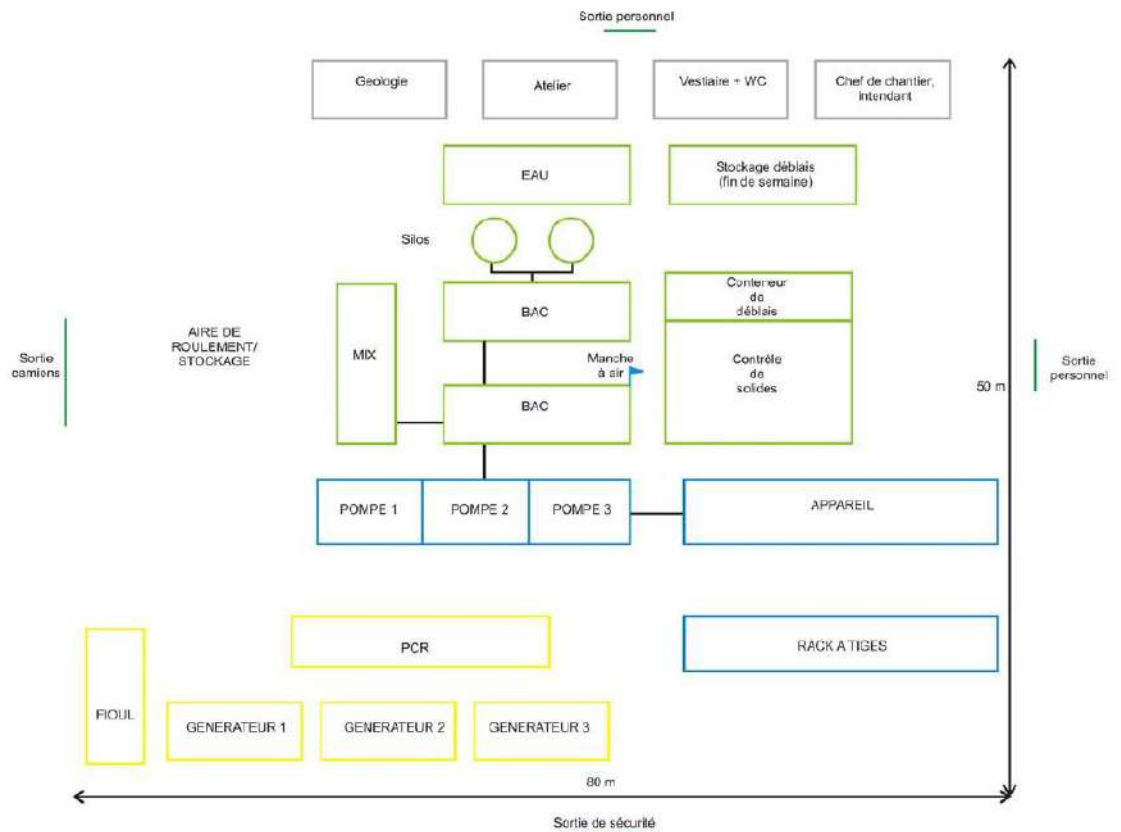 Sortie personnel
Geologie
Atelier
Vestiaire + WC
Chef de chantier,
Intendant
EAU
Stockage déblais
(fin de semaine)
Silos
Conteneur
de
déblais
BAC
MIX
AIRE DE
ROULEMENT/
STOCKAGE
Sortie
camiens
Manche
à air
Contrôle
de
solides
Sortie
personnel
50 m
BAC
POMPE 1
POMPE 2
POMPE 3
APPAREIL
PCR
RACK A TIGES
FIOUL
GENERATEUR 1
GENERATEUR 2
GENERATEUR 3
80 m
Sortie de sécurité